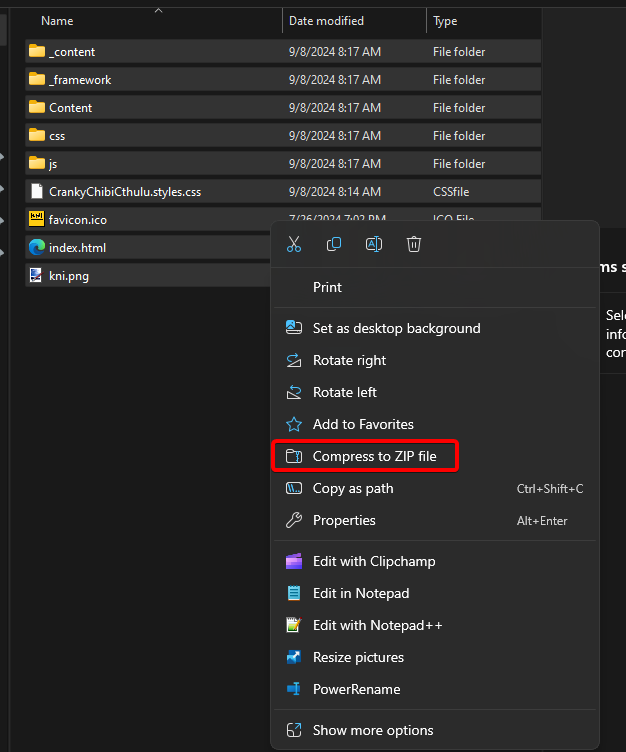 Name Date modified Type
_content 9/8/2024 8:17 AM File folder
_framework 9/8/2024 8:17 AM File folder
Content 9/8/2024 8:17 AM File folder
css 9/8/2024 8:17 AM File folder
js 9/8/2024 8:17 AM File folder
CrankyChibiCthulu.styles.css 9/8/2024 8:14 AM CSSfile
KNI
favicon.ico 7/26/2024 7:02 PM ICO File
index.html
kni.png
ms s
Print
Sele
info
con
Set as desktop background
Rotate right
Rotate left
Add to Favorites
Compress to ZIP file
Copy as path Ctrl+Shift+C
Properties Alt+Enter
Edit with Clipchamp
Edit in Notepad
Edit with Notepad++
Resize pictures
PowerRename
Show more options